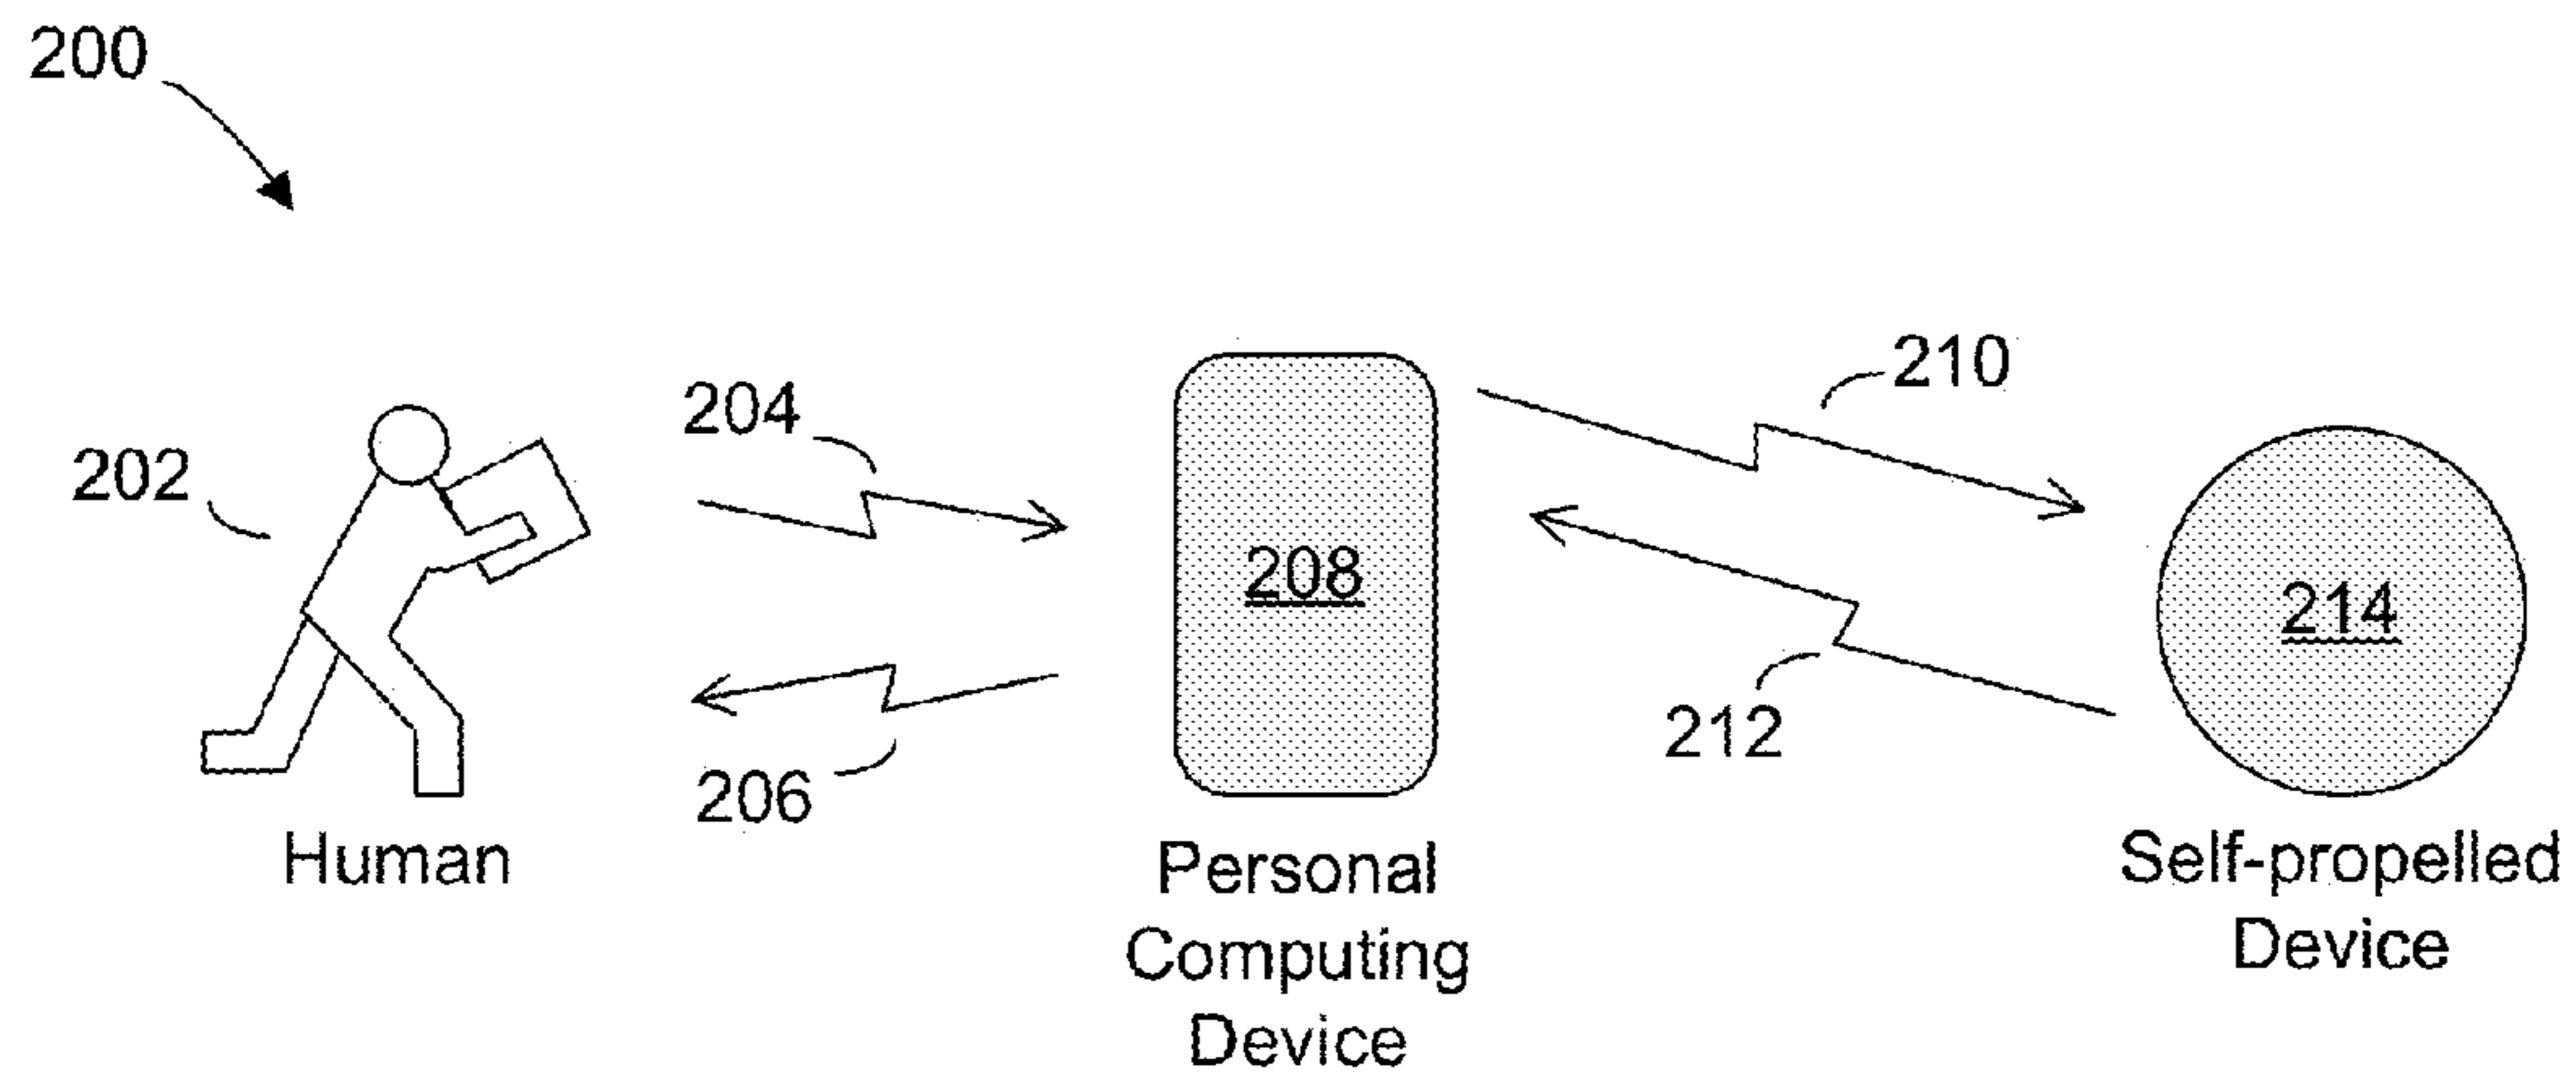 200
202
204
206
208
210
212
214
Human
Personal
Computing
Device
Self-propelled
Device